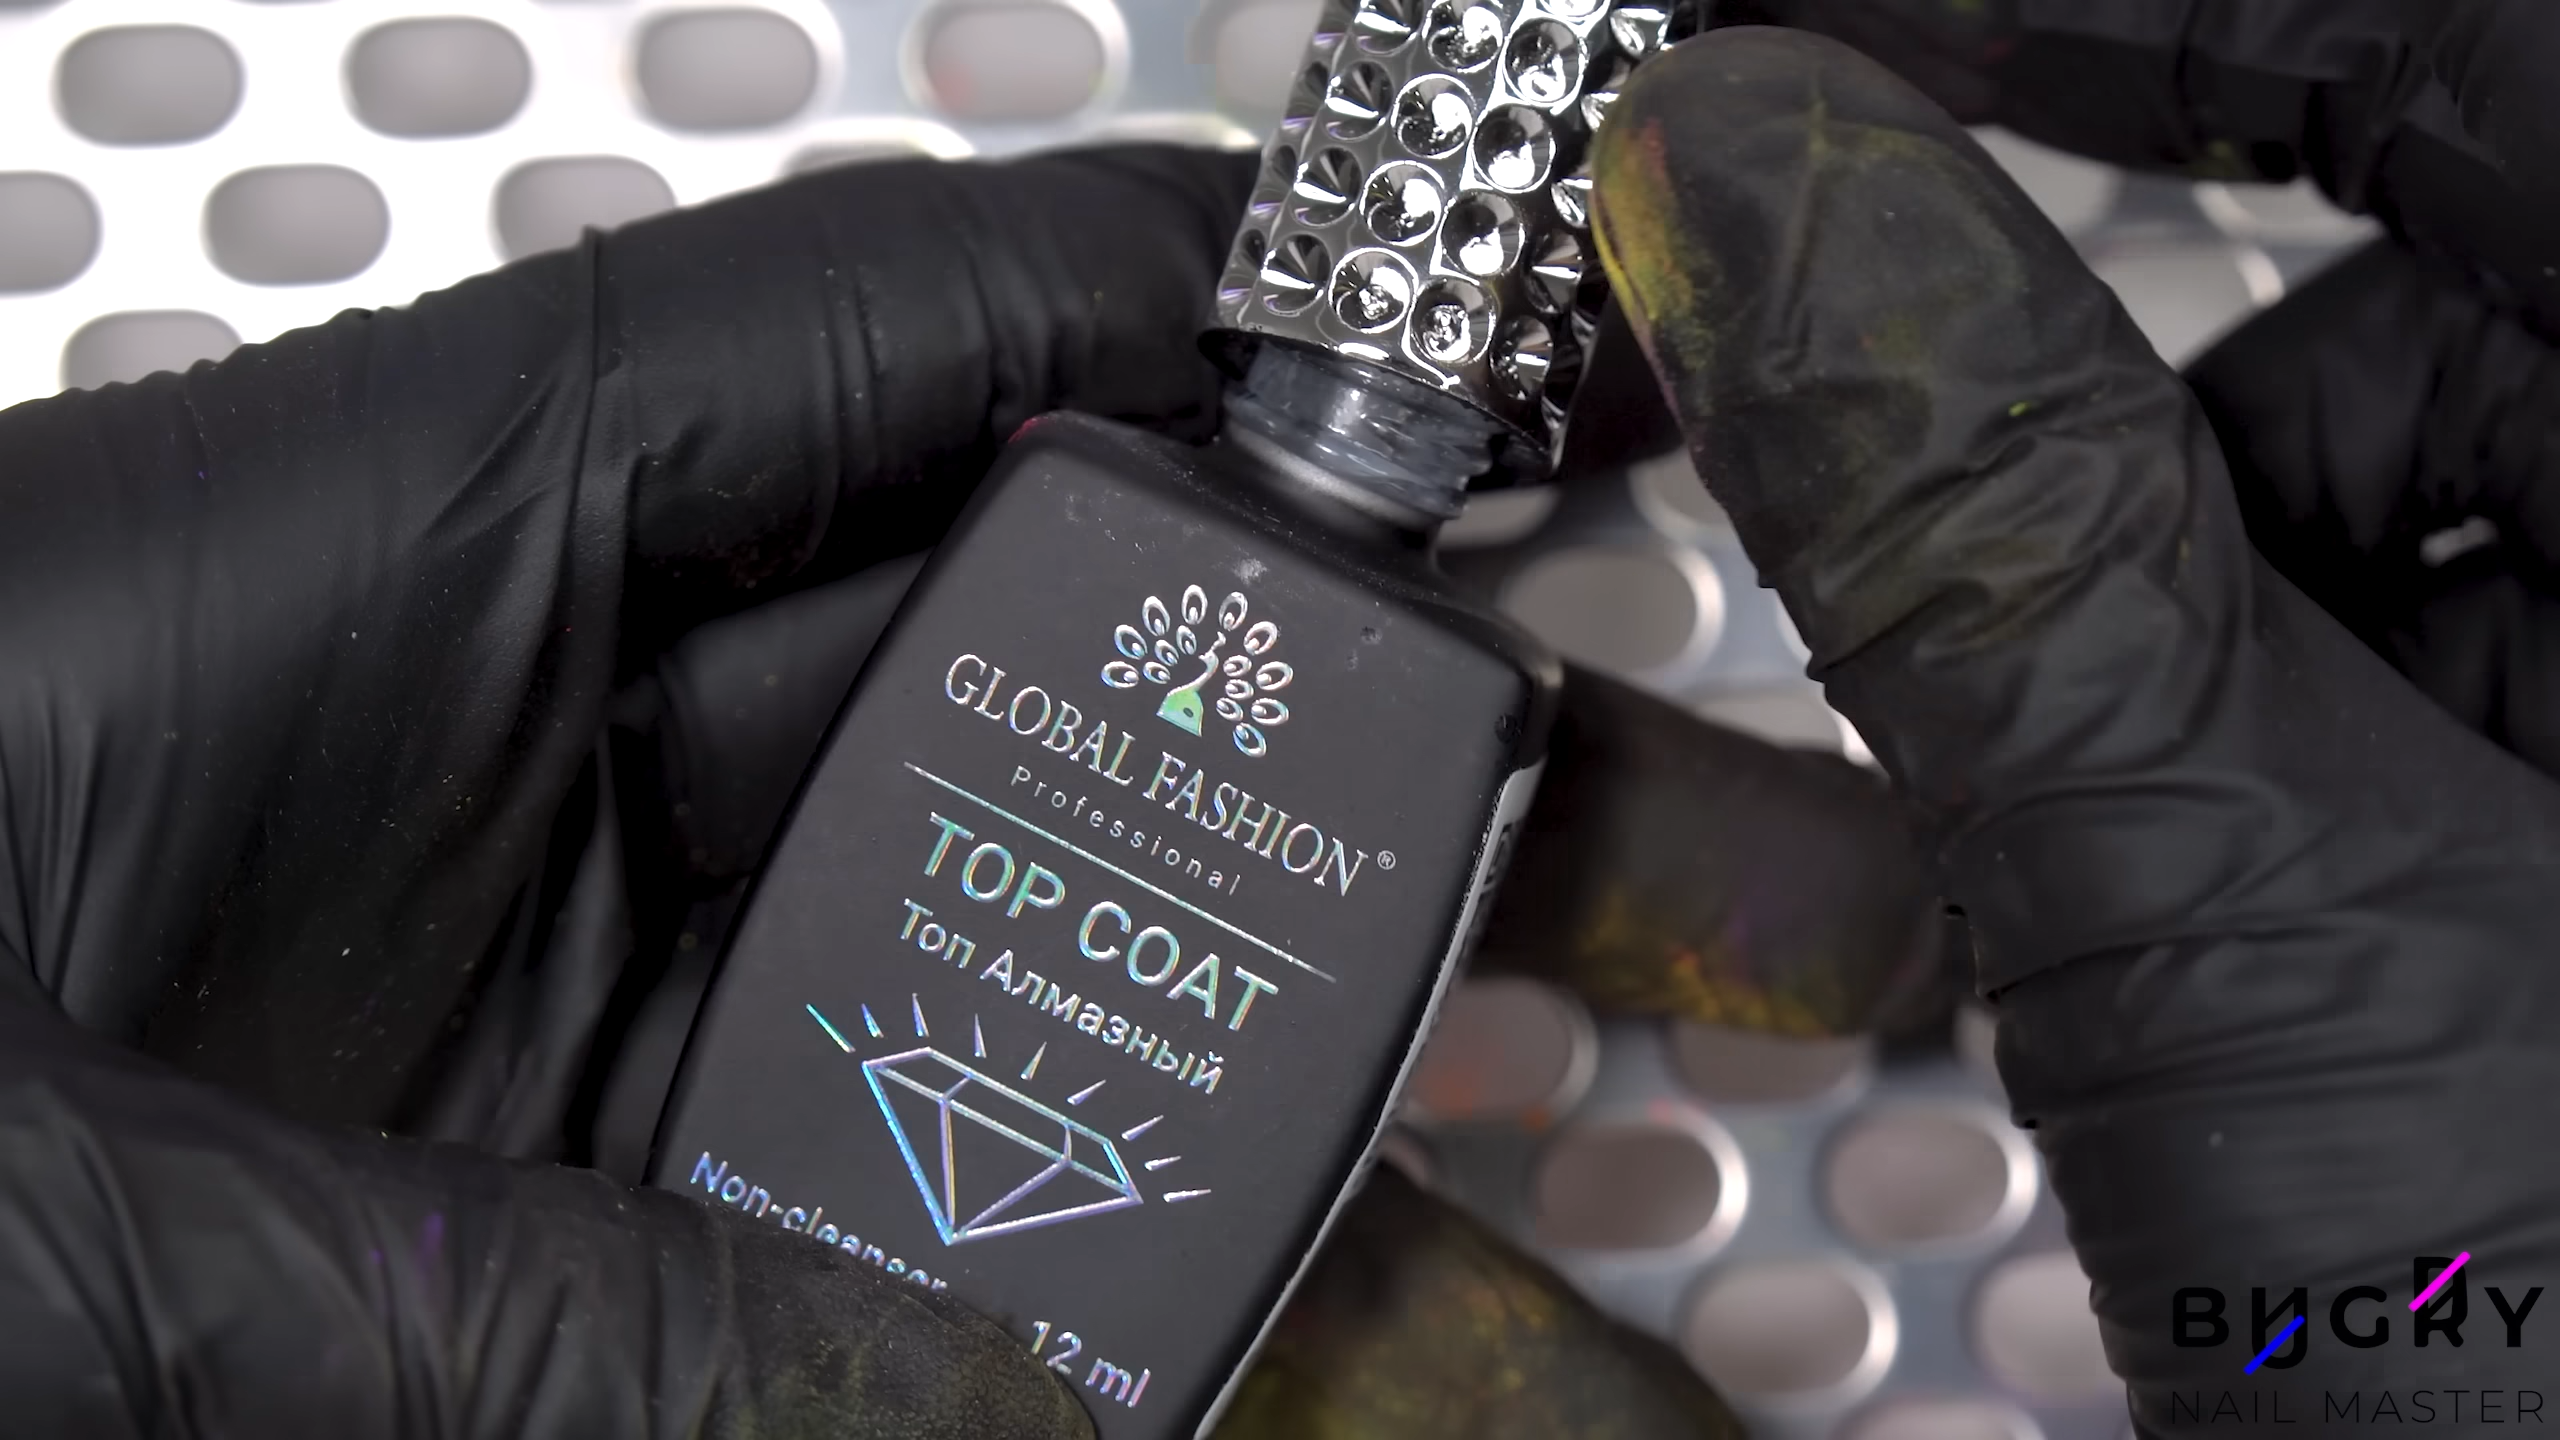 GLOBAL FASHION®
Professional
TOP COAT
Топ Алмазный
Non-cleanser
12 ml
BUGRY
NAIL MASTER